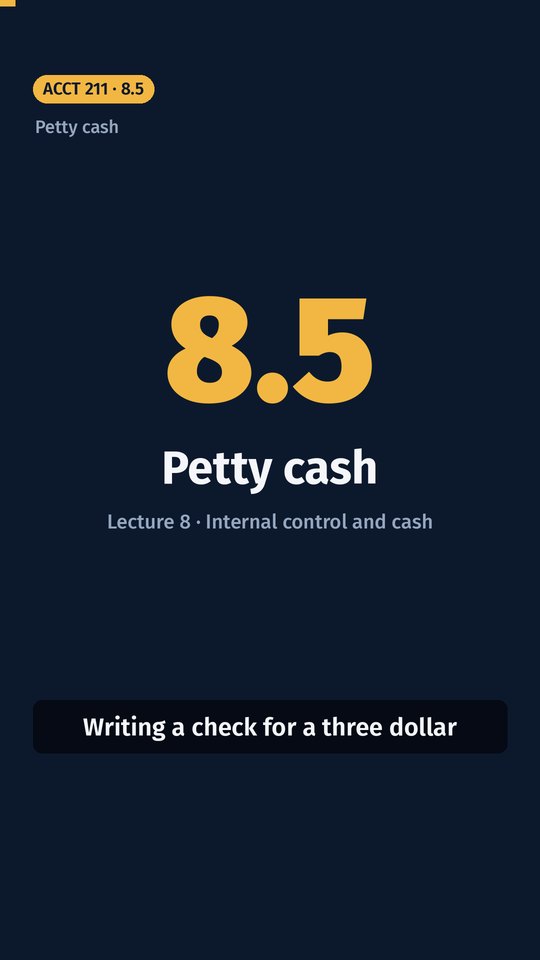 ACCT 211 · 8.5
Petty cash
8.5
Petty cash
Lecture 8 · Internal control and cash
Writing a check for a three dollar